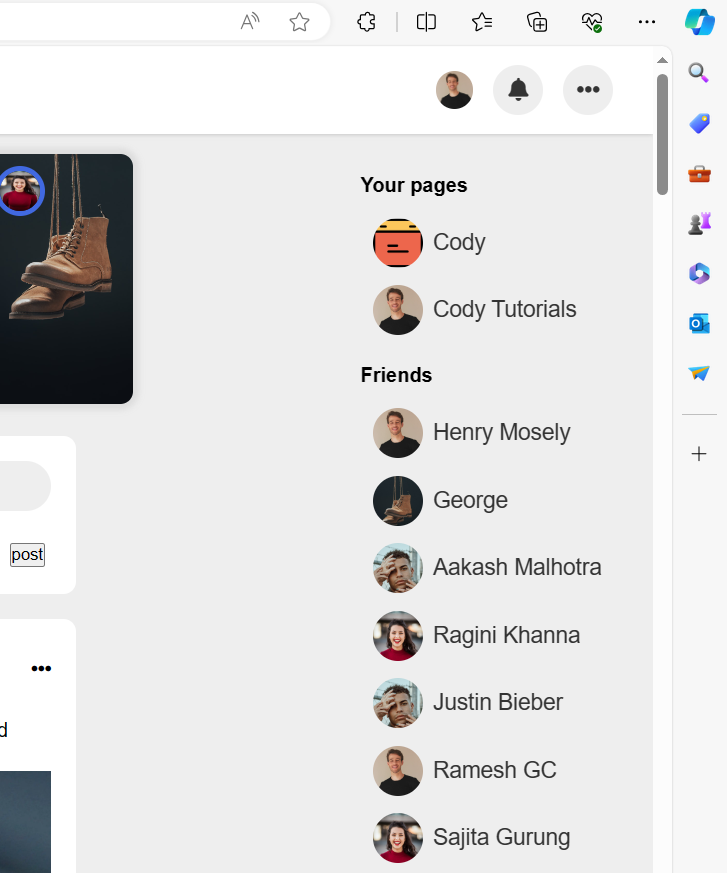 Your pages
Cody
Cody Tutorials
Friends
Henry Mosely
George
post
Aakash Malhotra
Ragini Khanna
Justin Bieber
d
Ramesh GC
Sajita Gurung